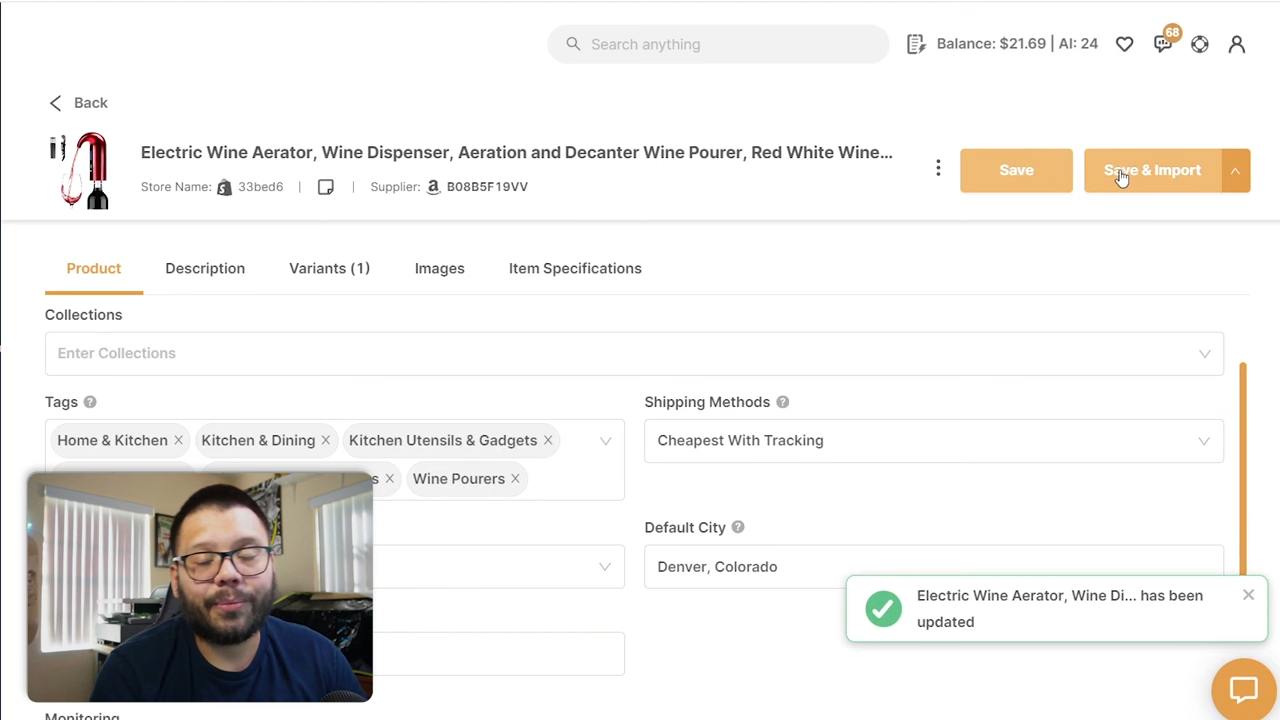 Search anything
Balance: $21.69 | AI: 24
68
Back
Electric Wine Aerator, Wine Dispenser, Aeration and Decanter Wine Pourer, Red White Wine...
Store Name: 33bed6 | | Supplier: B08B5F19VV
Save
Save & Import
Product
Description
Variants (1)
Images
Item Specifications
Collections
Enter Collections
Tags
Shipping Methods
Home & Kitchen
Kitchen & Dining
Kitchen Utensils & Gadgets
Cheapest With Tracking
Wine Pourers
Default City
Denver, Colorado
Electric Wine Aerator, Wine Di... has been
updated
Monitoring